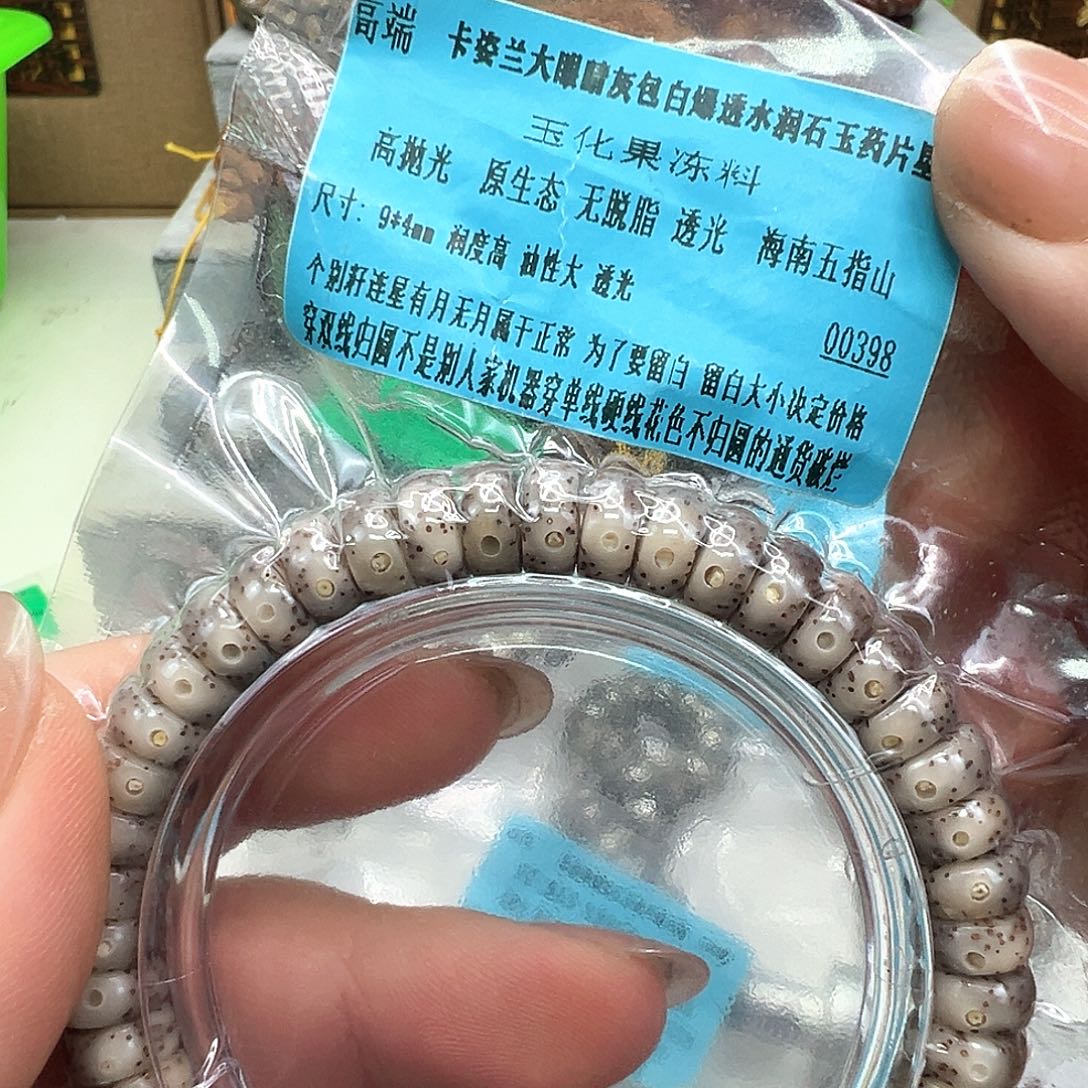 高端 卡姿兰大眼睛灰包白爆透水润石玉药片星
玉化果冻料
高抛光 原生态 无脱脂 透光 海南五指山
尺寸: 9*4mm 润度高 油性大 透光
00398
个别籽连星有月无月属于正常 为了要留白 留白大小决定价格
穿双线归圆不是别人家机器穿单线硬线花色不归圆的通货破烂